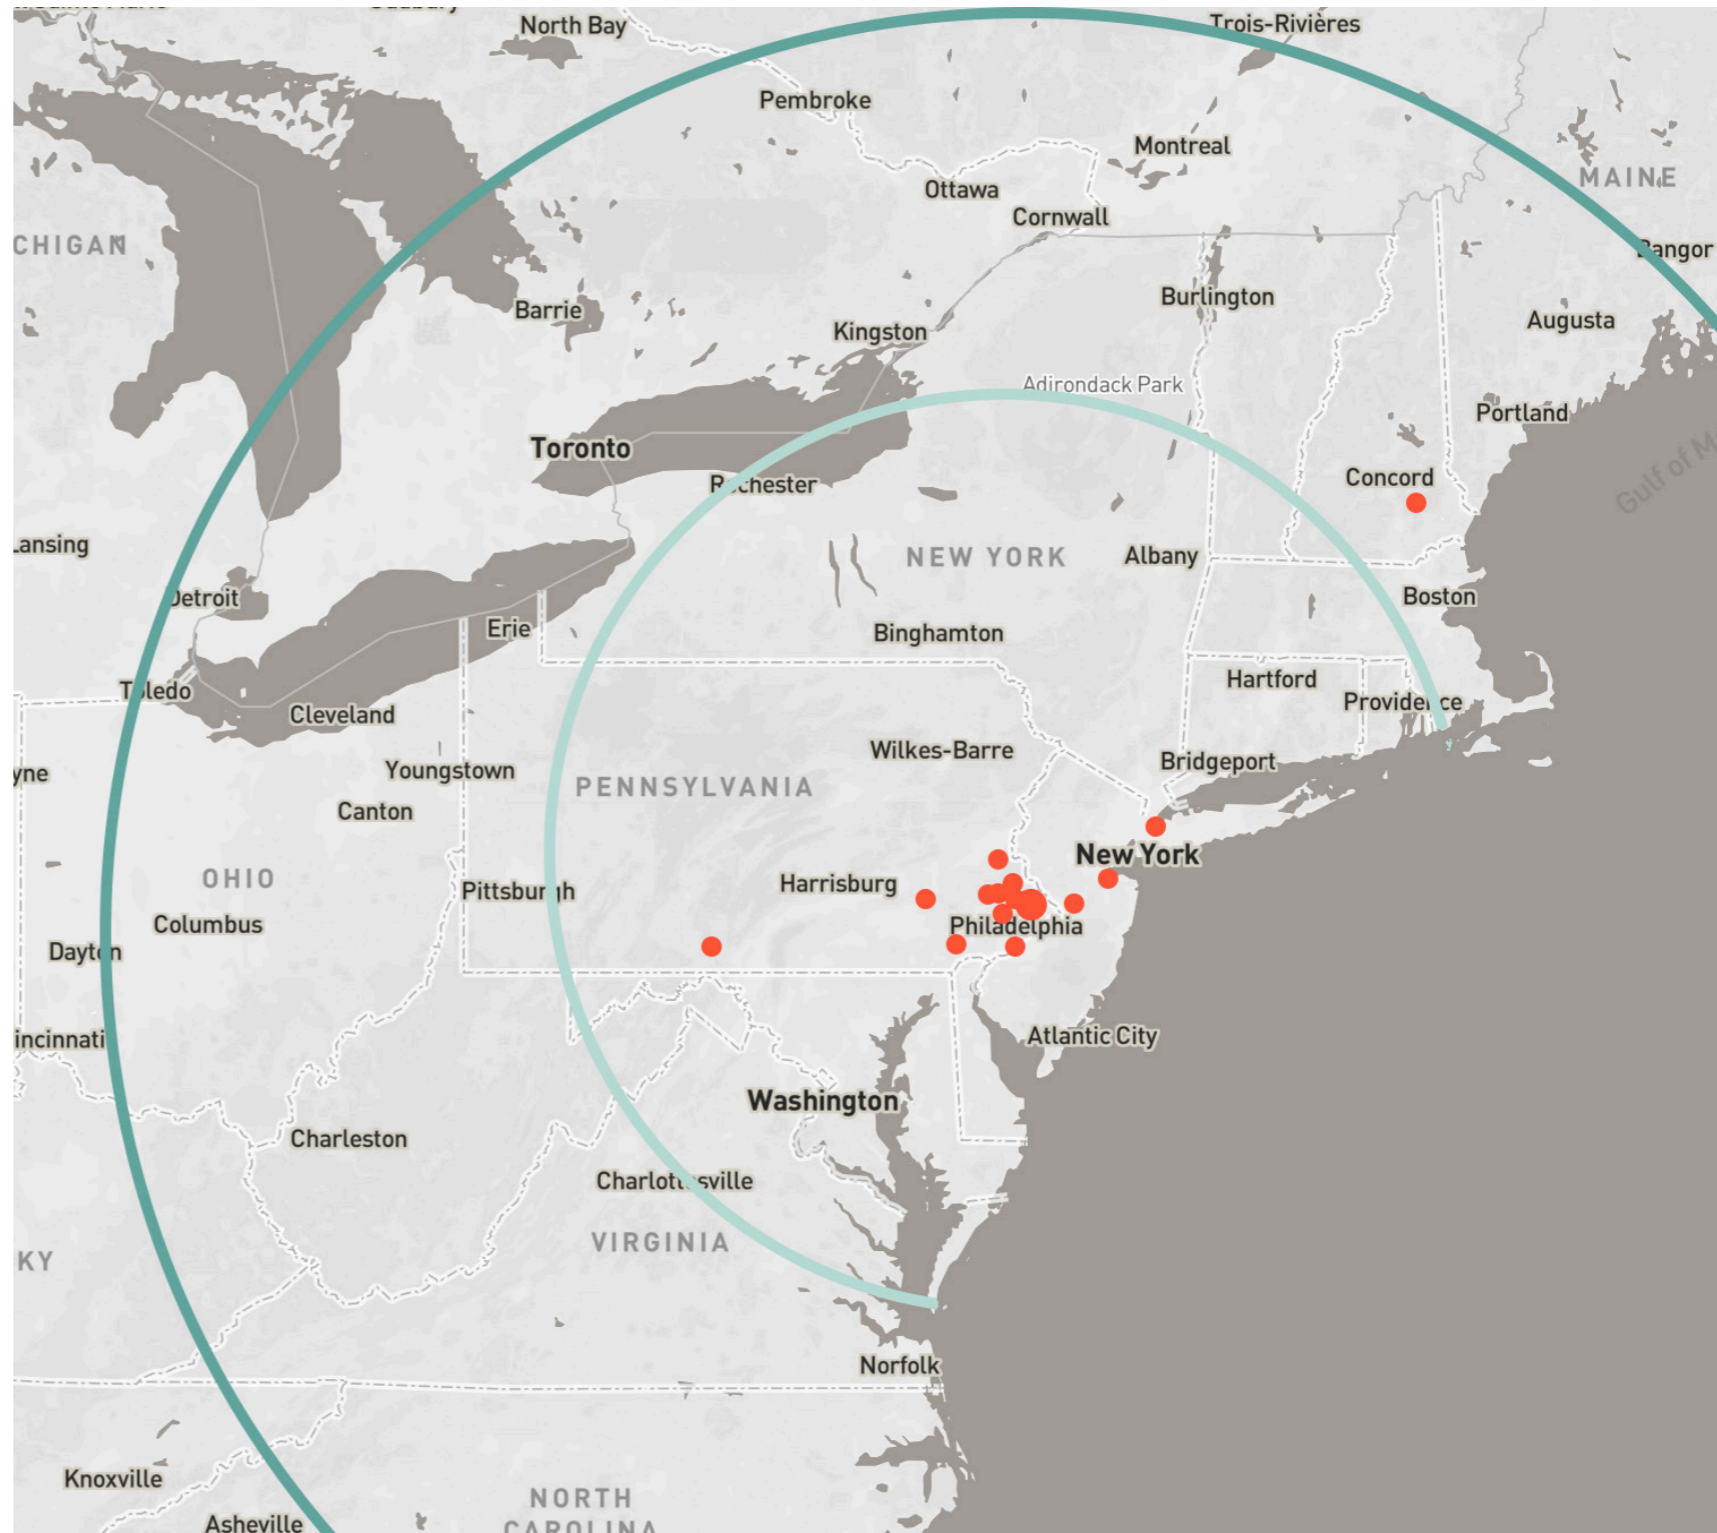 North Bay
Trois-Rivières
Pembroke
Montreal
MAINE
Ottawa
Cornwall
CHIGAN
Bangor
Barrie
Burlington
Augusta
Kingston
Adirondack Park
Portland
Toronto
Gulf of M
Concord
Rochester
Lansing
NEW YORK
Albany
Detroit
Boston
Erie
Binghamton
Hartford
Toledo
Providence
Cleveland
Wilkes-Barre
Bridgeport
yne
Youngstown
PENNSYLVANIA
Canton
New York
OHIO
Pittsburgh
Harrisburg
Columbus
Philadelphia
Dayton
incinnati
Atlantic City
Washington
Charleston
Charlottesville
VIRGINIA
KY
Norfolk
Knoxville
NORTH
CAROLINA
Asheville